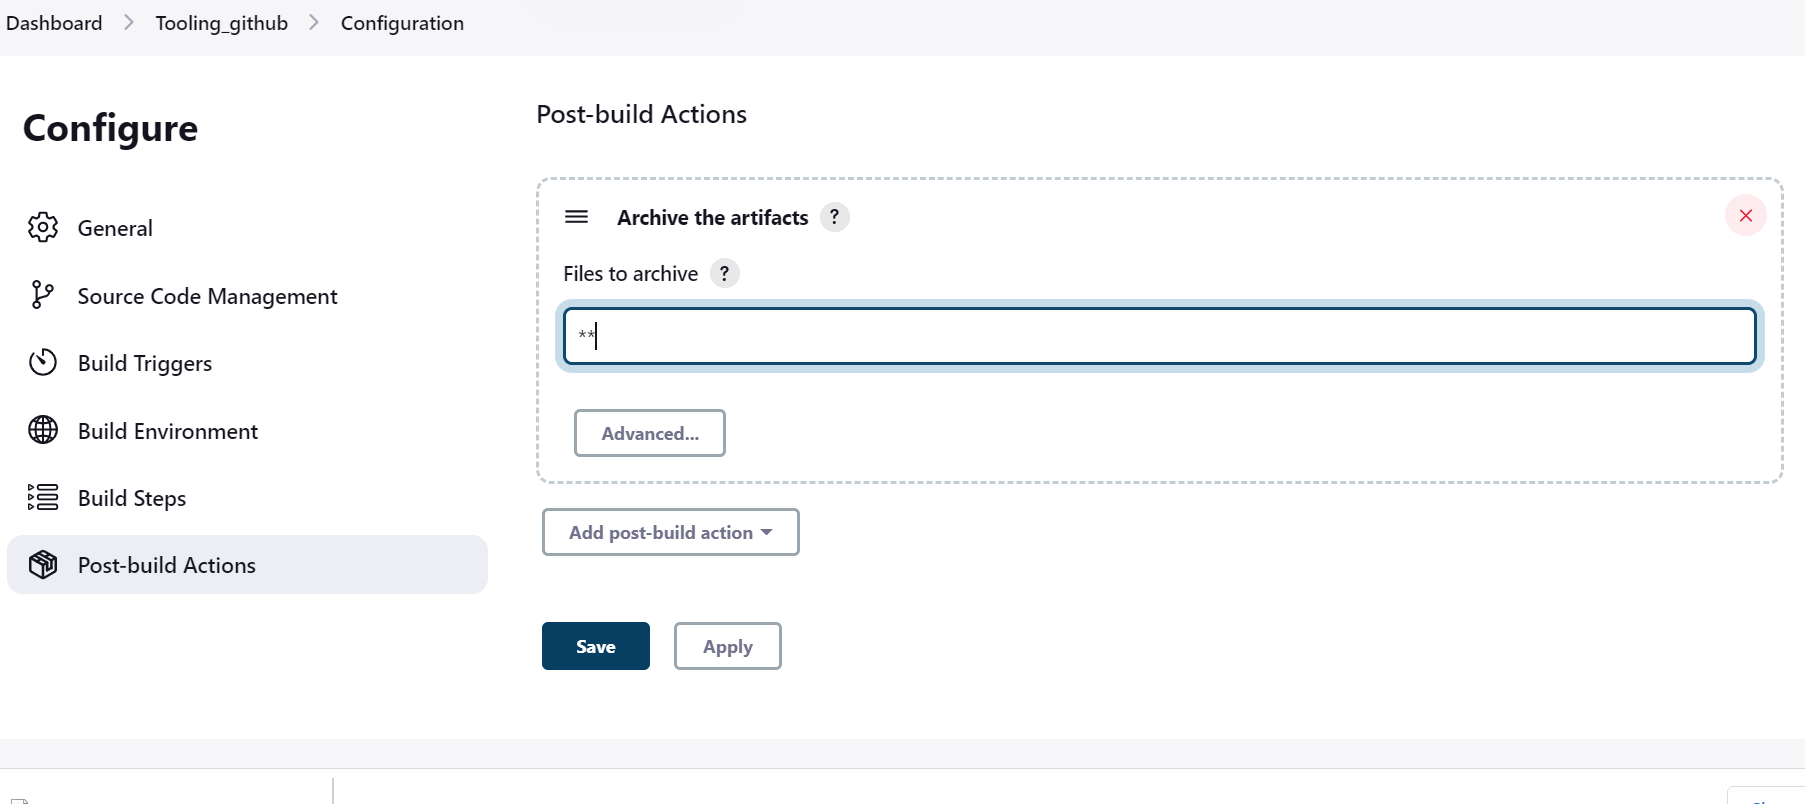 Dashboard > Tooling_github > Configuration
Configure
General
Source Code Management
Build Triggers
Build Environment
Build Steps
Post-build Actions
Post-build Actions
Archive the artifacts ?
Files to archive ?
**
Advanced...
Add post-build action
Save
Apply